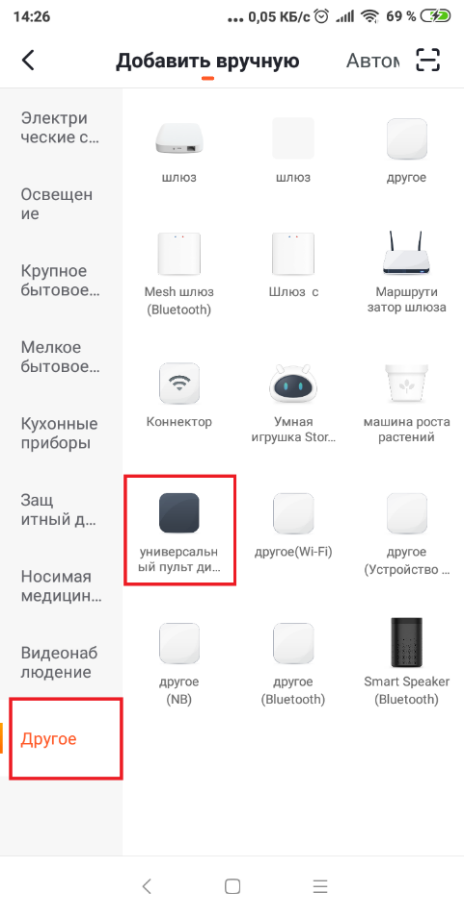 14:26
... 0,05 КБ/с 69 %
Добавить вручную Автом
Электри
ческие с...
Освещен
ие
Крупное
бытовое...
Мелкое
бытовое...
Кухонные
приборы
Защ
итный д...
Носимая
медицин...
Видеонаб
людение
Другое
шлюз
шлюз
другое
Mesh шлюз
(Bluetooth)
Шлюз с
Маршрути
затор шлюза
Коннектор
Умная
игрушка Stor...
машина роста
растений
универсальн
ый пульт ди...
другое(Wi-Fi)
другое
(Устройство ...
другое
(NB)
другое
(Bluetooth)
Smart Speaker
(Bluetooth)